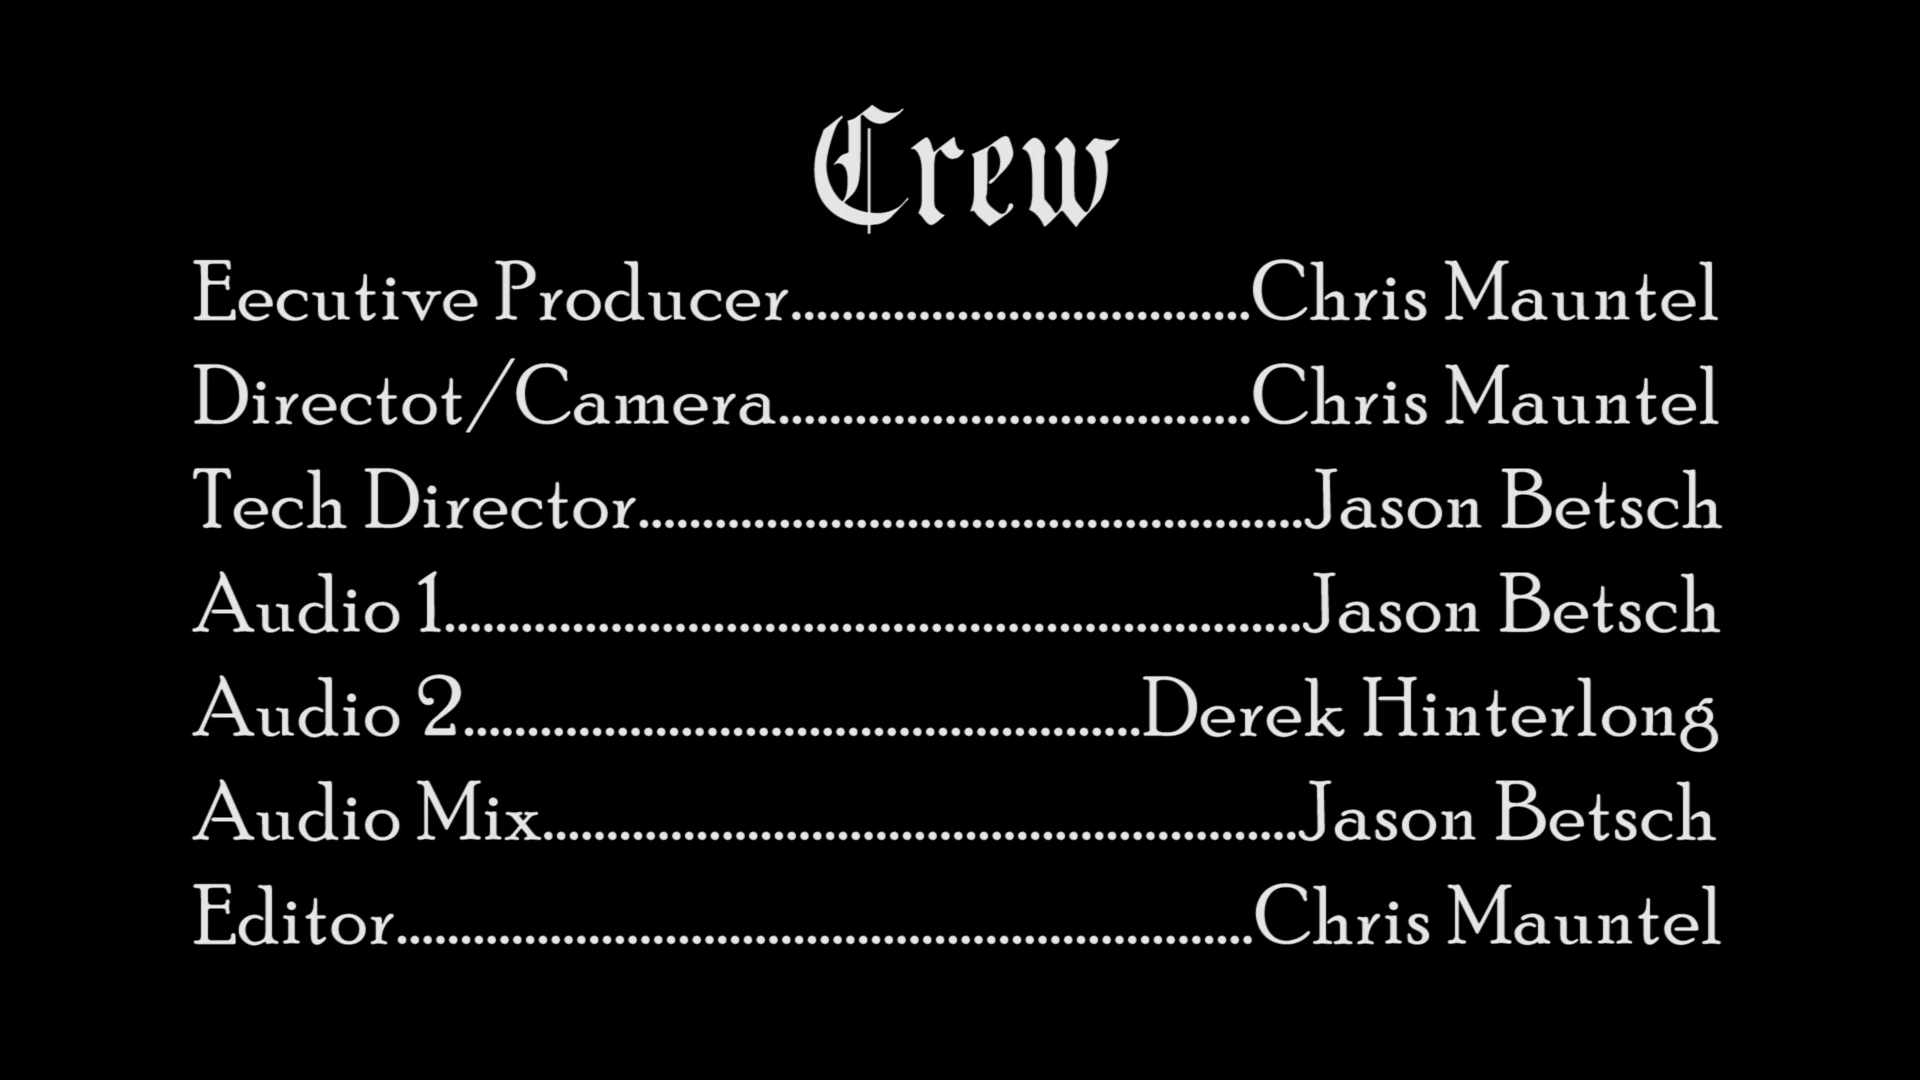 Crew
Eecutive Producer....................................Chris Mauntel
Directot/Camera.....................................Chris Mauntel
Tech Director....................................................Jason Betsch
Audio 1...................................................................Jason Betsch
Audio 2.....................................................Derek Hinterlong
Audio Mix...........................................................Jason Betsch
Editor...................................................................Chris Mauntel